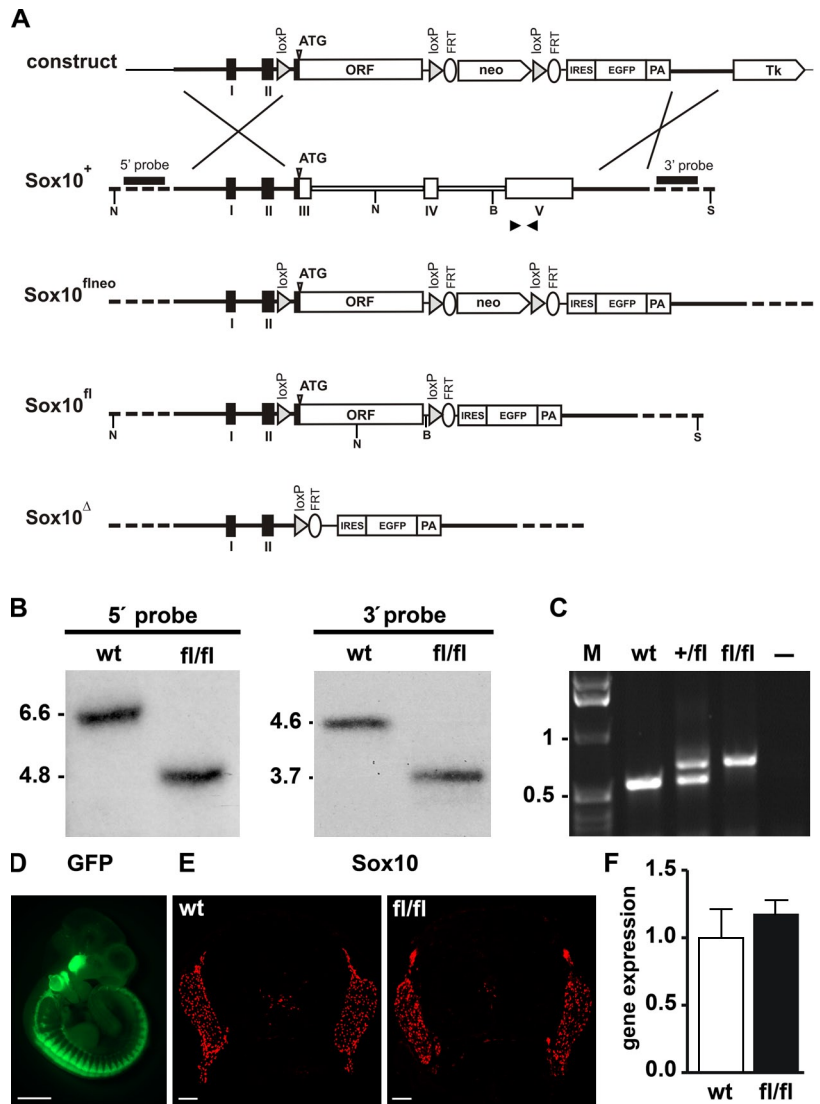 A
construct
loxP
ATG
loxP
FRT
loxP
FRT
ORF
neo
IRES
EGFP
PA
Tk
I
II
Sox10+
5' probe
ATG
3' probe
N
I
II
III
N
IV
B
V
S
Sox10flneo
loxP
ATG
loxP
FRT
loxP
FRT
ORF
neo
IRES
EGFP
PA
I
II
Sox10fl
loxP
ATG
loxP
FRT
ORF
IRES
EGFP
PA
N
I
II
N
B
S
Sox10Δ
loxP
FRT
IRES
EGFP
PA
I
II
B
5´ probe
wt
fl/fl
6.6 -
4.8 -
3´probe
wt
fl/fl
4.6 -
3.7 -
C
M
wt
+/fl
fl/fl
–
1 -
0.5 -
D
GFP
E
Sox10
wt
fl/fl
F
gene expression
1.5
1.0
0.5
0.0
wt
fl/fl